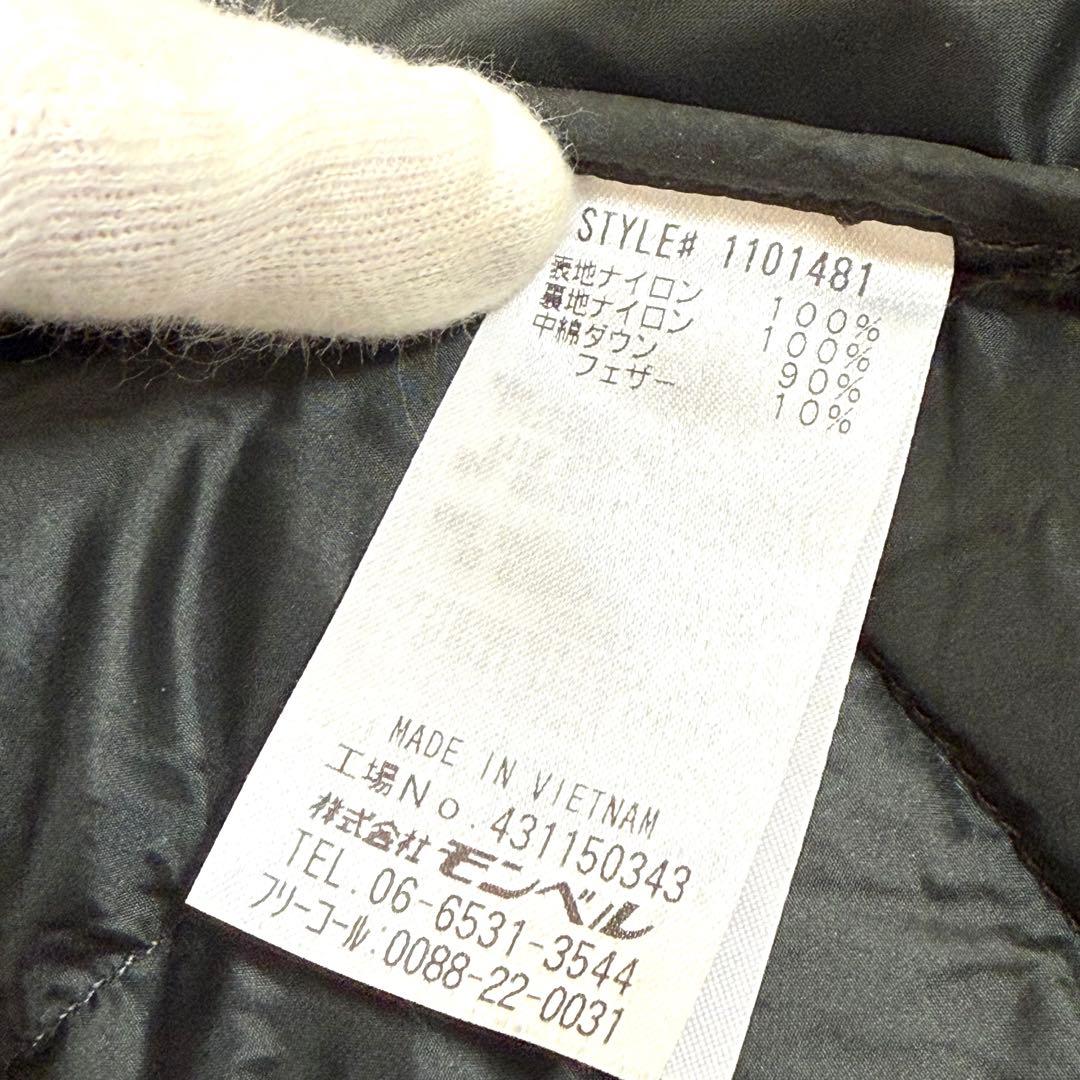 STYLE# 1101481
表地ナイロン 100%
裏地ナイロン 100%
中綿ダウン 90%
フェザー 10%
MADE IN VIETNAM
工場No. 431150343
株式会社モンベル
TEL. 06-6531-3544
フリーコール:0088-22-0031